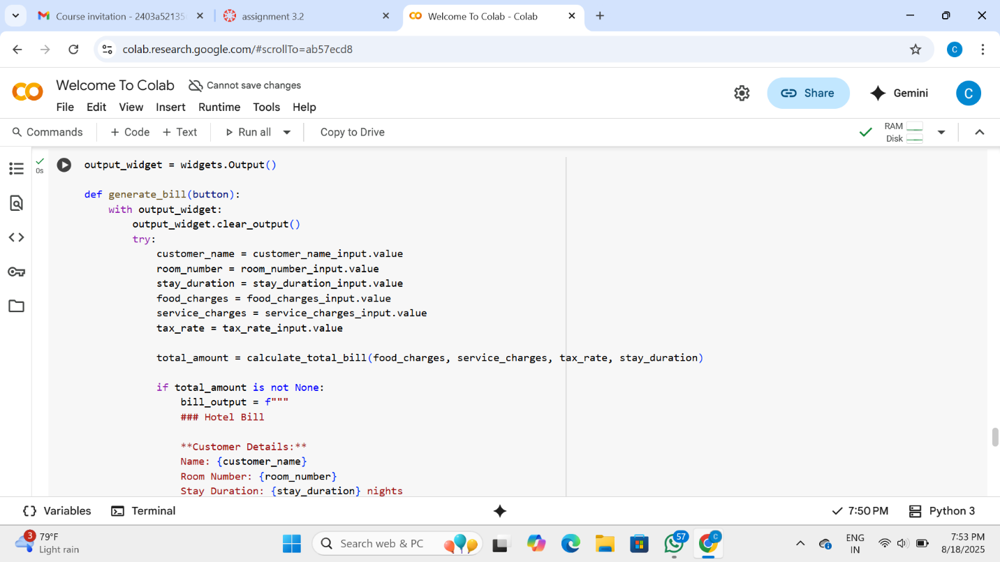 Course invitation - 2403a5213
assignment 3.2
Welcome To Colab - Colab
colab.research.google.com/#scrollTo=ab57ecd8
C
Welcome To Colab
Cannot save changes
File Edit View Insert Runtime Tools Help
Share
Gemini
C
Commands
+ Code + Text
Run all
Copy to Drive
RAM
Disk
0s
output_widget = widgets.Output()
def generate_bill(button):
with output_widget:
output_widget.clear_output()
try:
customer_name = customer_name_input.value
room_number = room_number_input.value
stay_duration = stay_duration_input.value
food_charges = food_charges_input.value
service_charges = service_charges_input.value
tax_rate = tax_rate_input.value
total_amount = calculate_total_bill(food_charges, service_charges, tax_rate, stay_duration)
if total_amount is not None:
bill_output = f"""
### Hotel Bill
**Customer Details:**
Name: {customer_name}
Room Number: {room_number}
Stay Duration: {stay_duration} nights
{} Variables
Terminal
7:50 PM
Python 3
3
79°F
Light rain
Search web & PC
57
C
ENG
IN
7:53 PM
8/18/2025